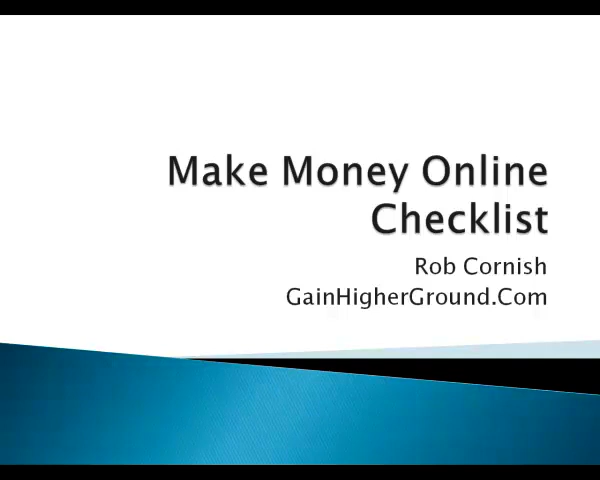 Make Money Online
Checklist
Rob Cornish
GainHigherGround.Com